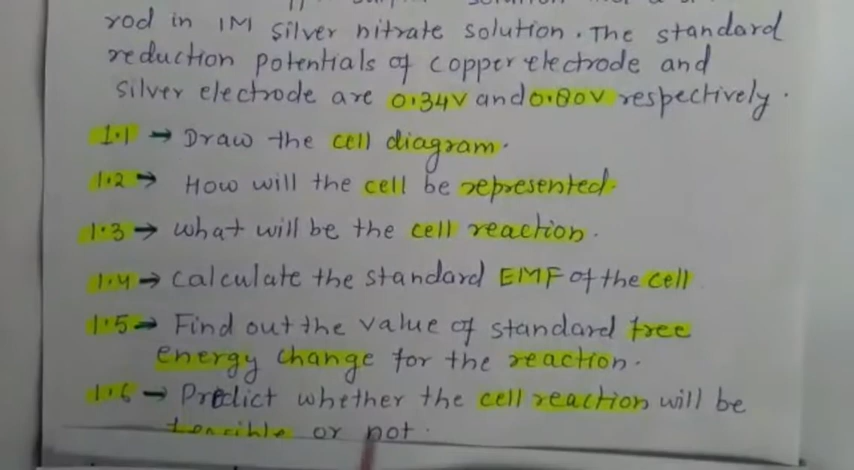 solution
rod in 1M silver nitrate solution. The standard
reduction potentials of copper electrode and
silver electrode are 0.34V and 0.80V respectively.
1.1 → Draw the cell diagram.
1.2 → How will the cell be represented.
1.3 → what will be the cell reaction.
1.4 → calculate the standard EMF of the cell
1.5 → Find out the value of standard free
energy change for the reaction.
1.6 → Predict whether the cell reaction will be
or not.